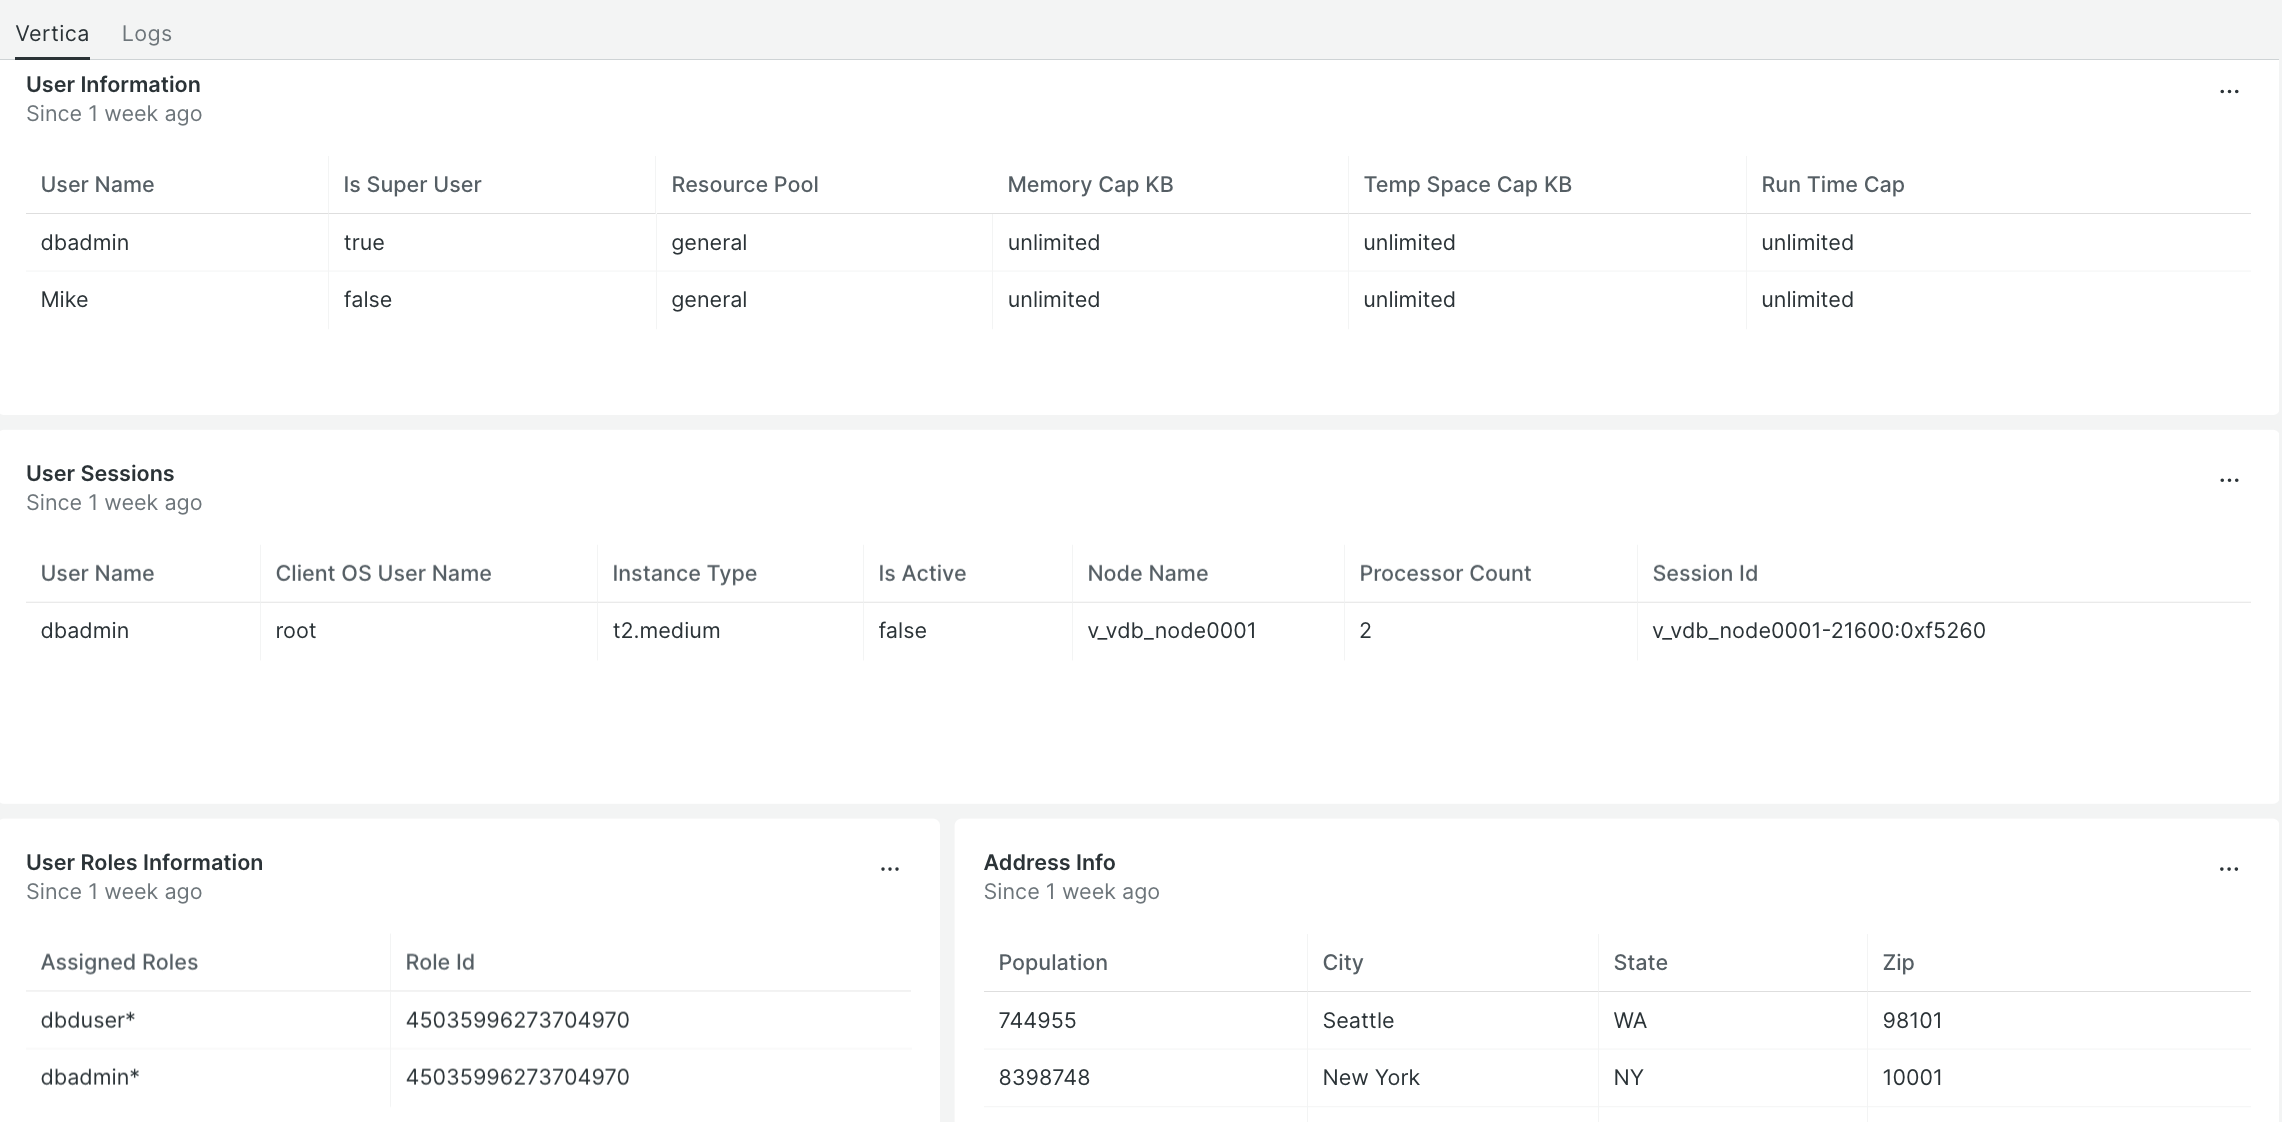 Vertica Logs
User Information
Since 1 week ago
...
User Name Is Super User Resource Pool Memory Cap KB Temp Space Cap KB Run Time Cap
dbadmin true general unlimited unlimited unlimited
Mike false general unlimited unlimited unlimited
User Sessions
Since 1 week ago
...
User Name Client OS User Name Instance Type Is Active Node Name Processor Count Session Id
dbadmin root t2.medium false v_vdb_node0001 2 v_vdb_node0001-21600:0xf5260
User Roles Information
Since 1 week ago
...
Assigned Roles Role Id
dbduser* 45035996273704970
dbadmin* 45035996273704970
Address Info
Since 1 week ago
...
Population City State Zip
744955 Seattle WA 98101
8398748 New York NY 10001